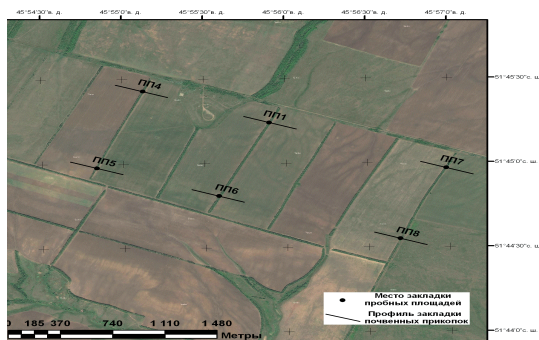 45°54'30"в. д.
45°55'0"в. д.
45°55'30"в. д.
45°56'0"в. д.
45°56'30"в. д.
45°57'0"в. д.
51°45'30"с. ш.
ПП4
ПП1
51°45'0"с. ш.
ПП5
ПП7
ПП6
ПП8
51°44'30"с. ш.
Место закладки
пробных площадей
Профиль закладки
почвенных прикопок
0 185 370 740 1 110 1 480
Метры
51°44'0"с. ш.